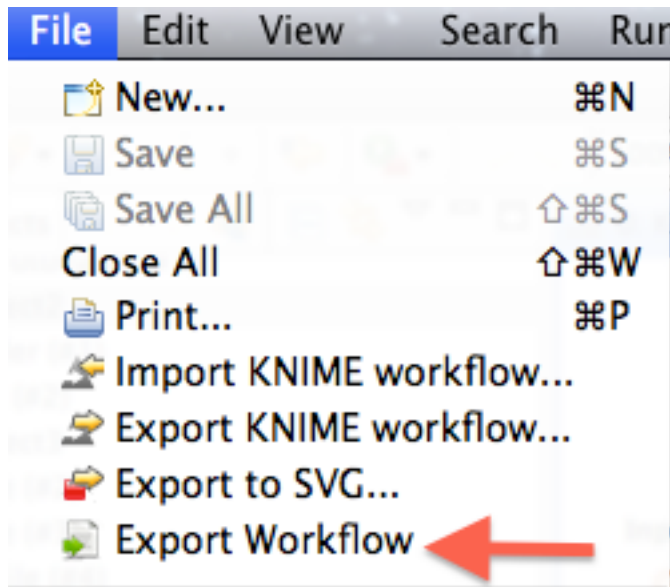 File Edit View Search Run
New... ⌘N
Save ⌘S
Save All ⇧⌘S
Close All ⇧⌘W
Print... ⌘P
Import KNIME workflow...
Export KNIME workflow...
Export to SVG...
Export Workflow